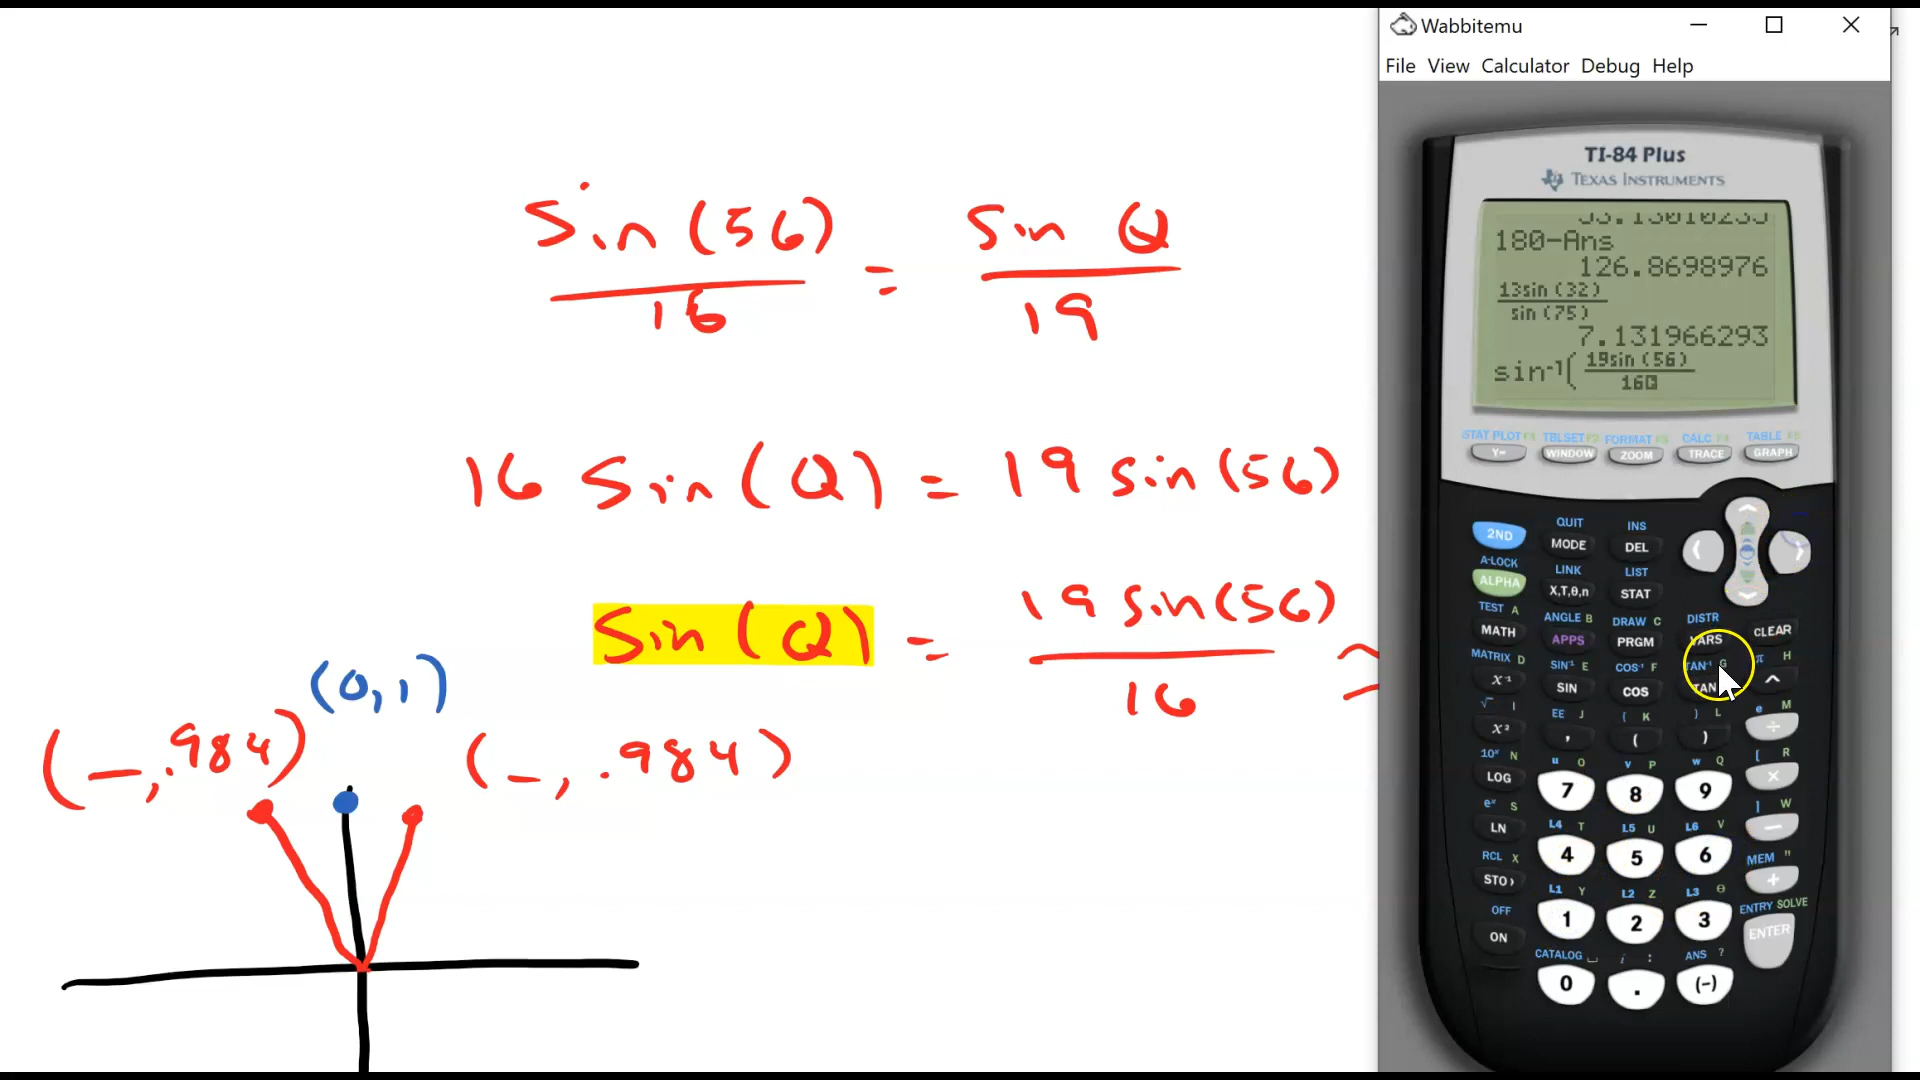 sin(56)/16 = sin Q/19
16 sin(Q) = 19 sin(56)
sin(Q) = 19 sin(56)/16 ≈
(0,1)
(—, .984)
(—, .984)
Wabbitemu
File View Calculator Debug Help
TI-84 Plus
TEXAS INSTRUMENTS
180-Ans
126.8698976
13sin(32)
sin(75)
7.131966293
sin⁻¹(19sin(56)
16
STAT PLOT F1 TBLSET F2 FORMAT F3 CALC F4 TABLE F5
Y= WINDOW ZOOM TRACE GRAPH
QUIT INS
2ND MODE DEL
A-LOCK LINK LIST
ALPHA X,T,θ,n STAT
TEST A ANGLE B DRAW C DISTR
MATH APPS PRGM VARS CLEAR
MATRIX D SIN⁻¹ E COS⁻¹ F TAN⁻¹ G π H
X⁻¹ SIN COS TAN ^
√ I EE J { K } L e M
X² , ( ) ÷
10ˣ N u O v P w Q [ R
LOG 7 8 9 ×
eˣ S L4 T L5 U L6 V ] W
LN 4 5 6 −
RCL X L1 Y L2 Z L3 θ MEM "
STO› 1 2 3 +
OFF CATALOG i : ANS ? ENTRY SOLVE
ON 0 . (-) ENTER